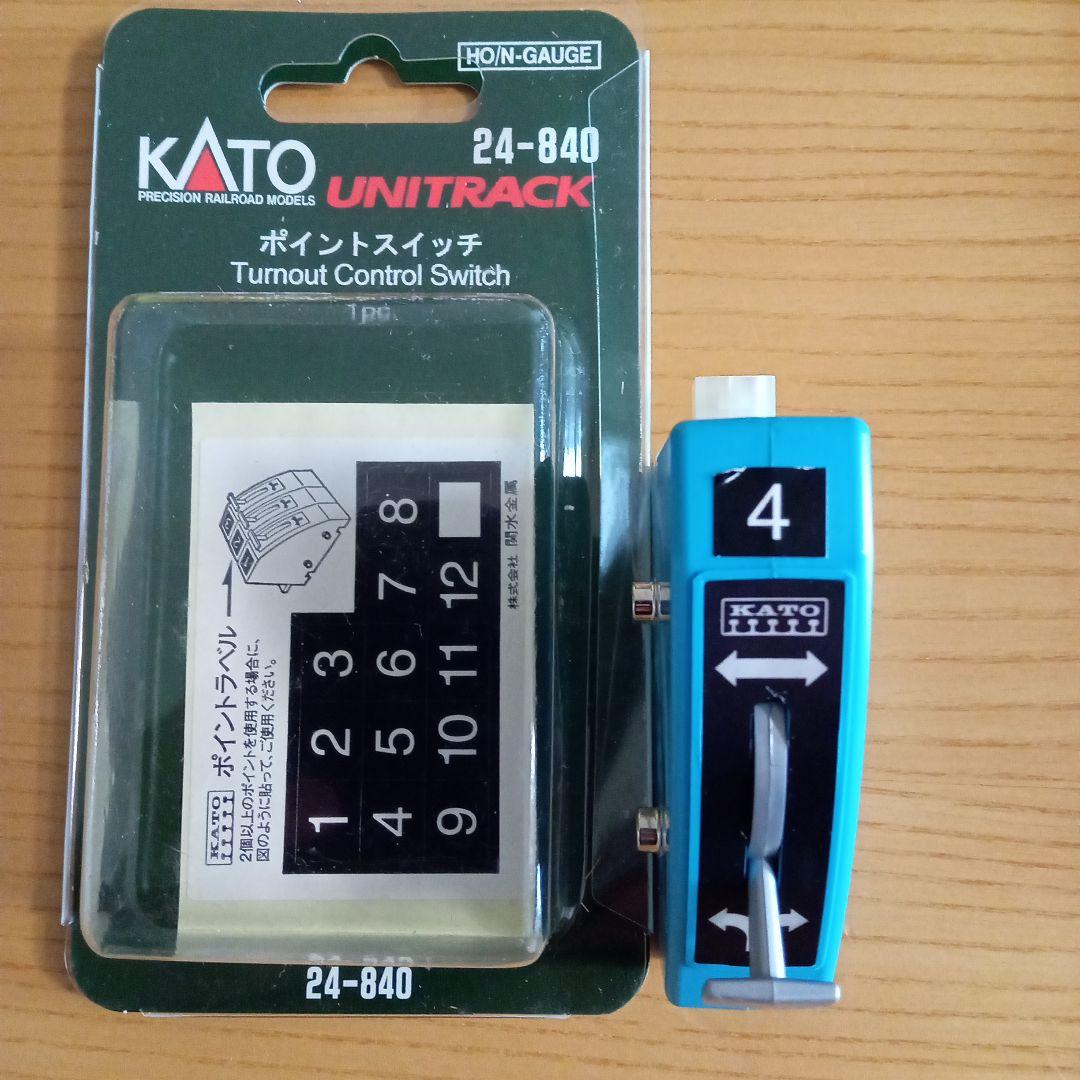 HO/N-GAUGE
24-840
KATO
PRECISION RAILROAD MODELS
UNITRACK
ポイントスイッチ
Turnout Control Switch
1pc.
KATO
ポイントラベル
2個以上のポイントを使用する場合に、
図のように貼って、ご使用ください。
1 2 3
4 5 6 7 8
9 10 11 12
株式会社 関水金属
3
2
1
24-840
4
KATO